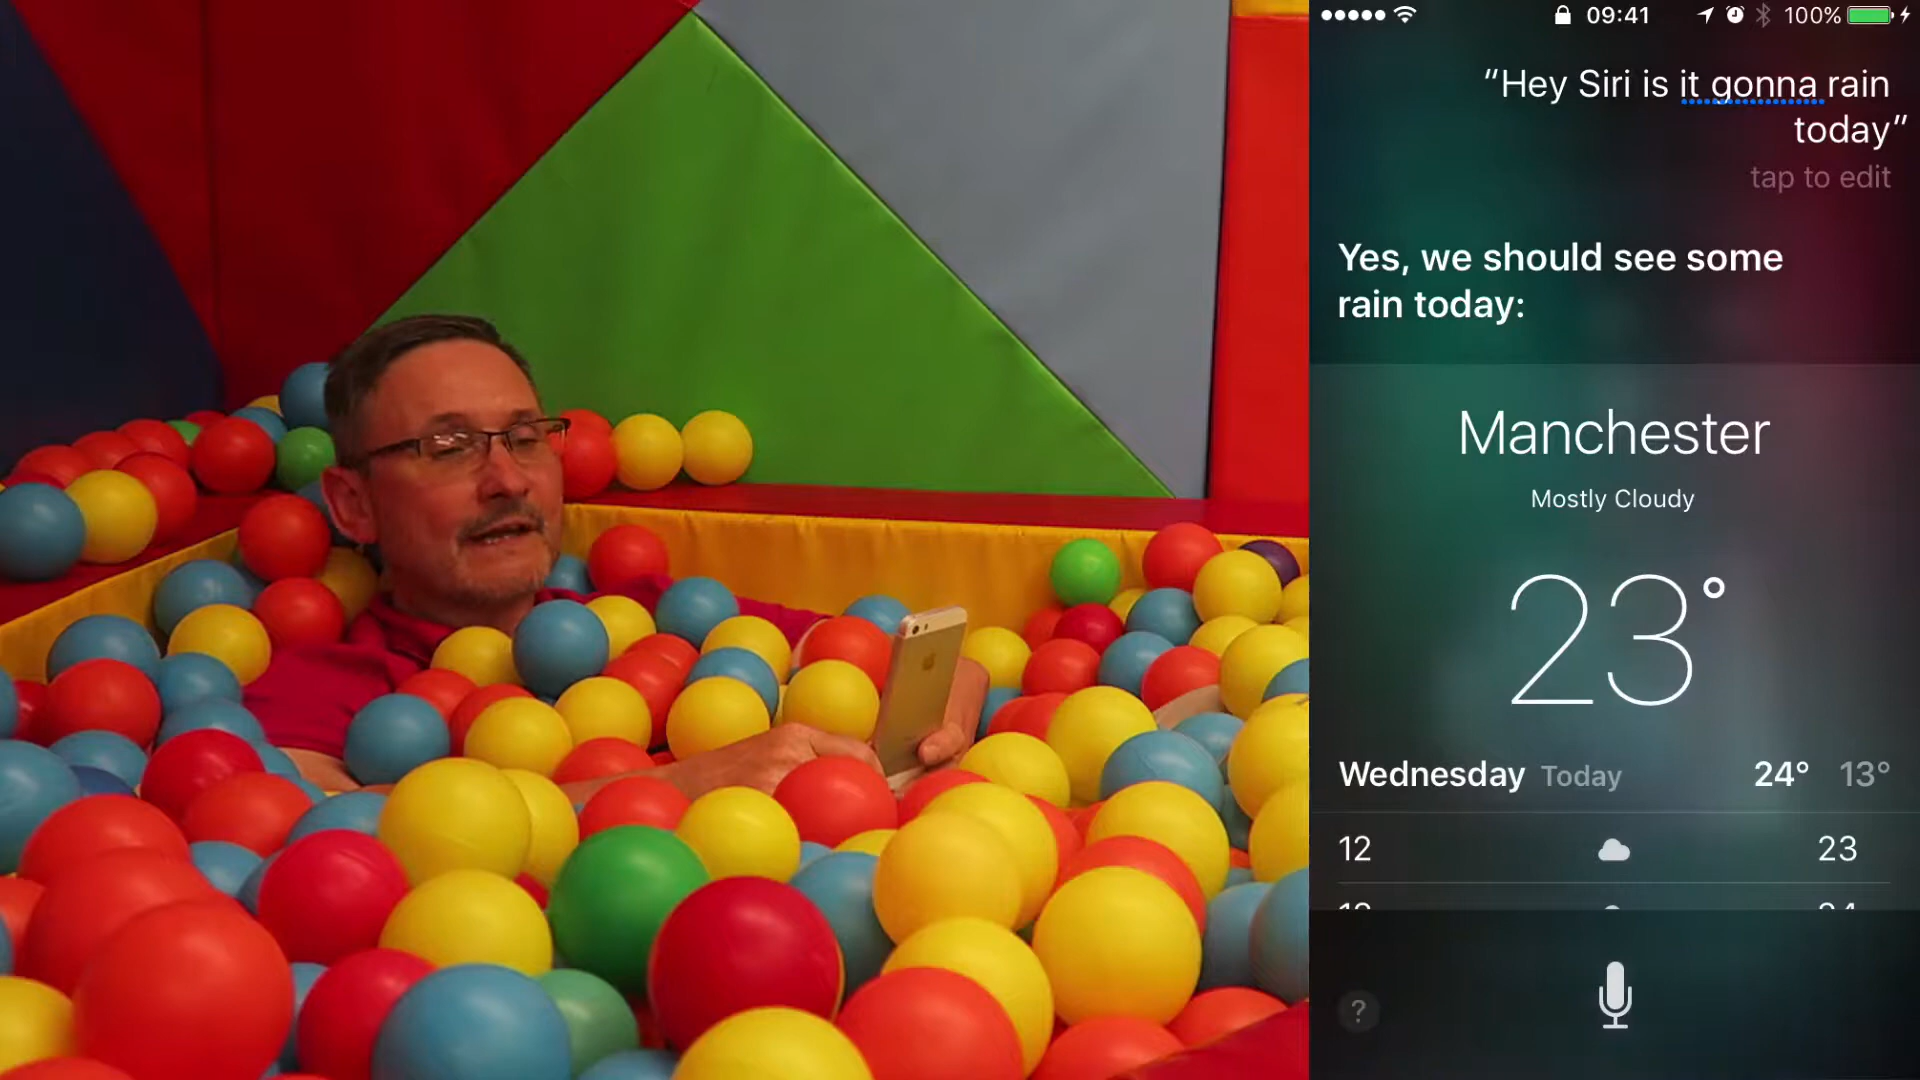 09:41 100%
“Hey Siri is it gonna rain
today”
tap to edit
Yes, we should see some
rain today:
Manchester
Mostly Cloudy
23°
Wednesday Today 24° 13°
12 23
?